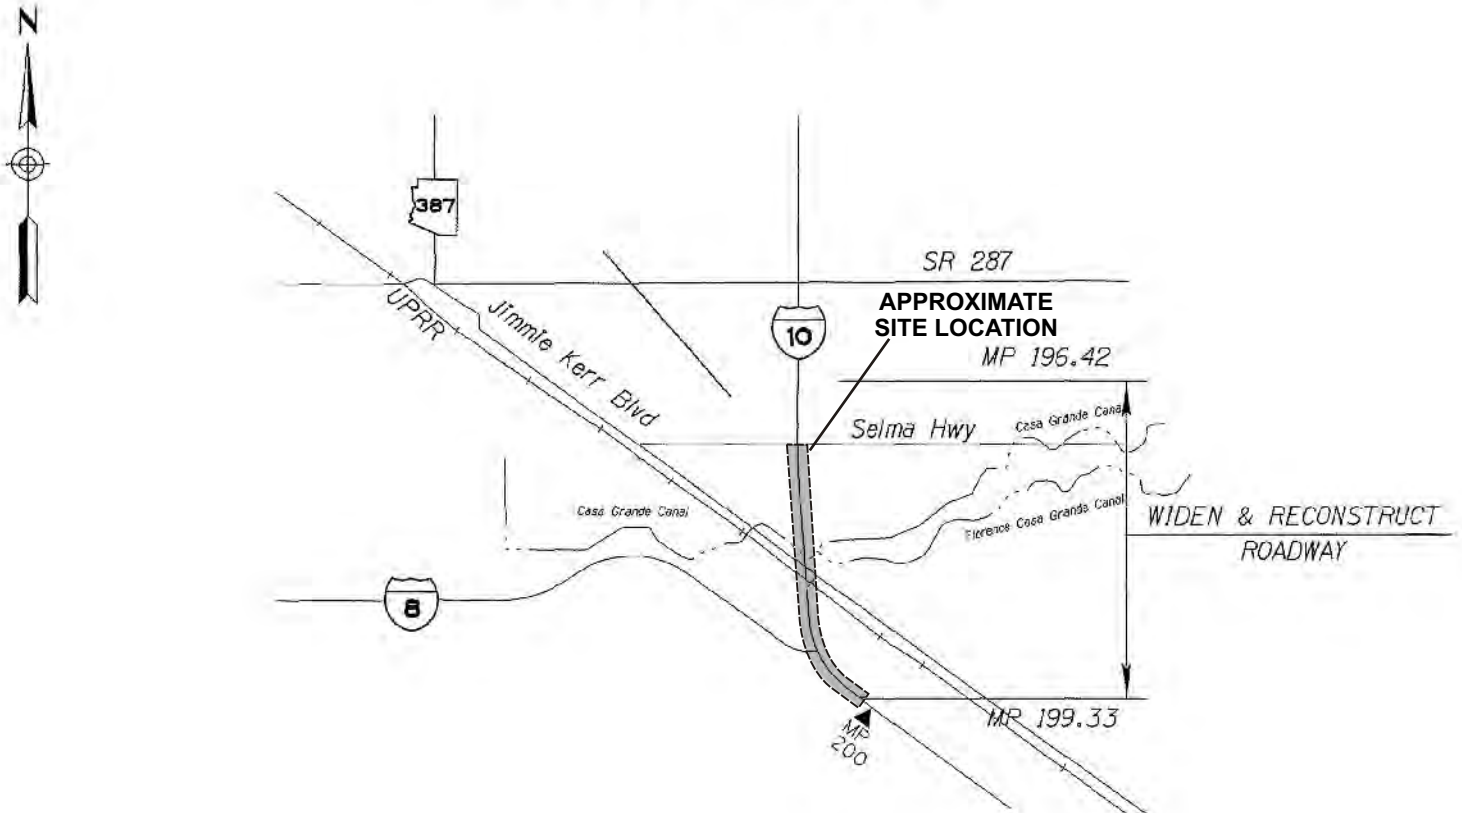 N
387
SR 287
UPRR
Jimmie Kerr Blvd
10
APPROXIMATE
SITE LOCATION
MP 196.42
Selma Hwy
Casa Grande Canal
Casa Grande Canal
Florence Casa Grande Canal
WIDEN & RECONSTRUCT
ROADWAY
8
MP 199.33
MP
200